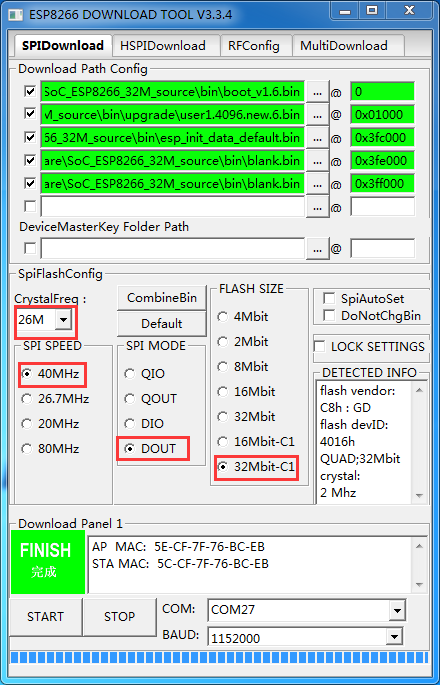 ESP8266 DOWNLOAD TOOL V3.3.4
SPIDownload HSPIDownload RFConfig MultiDownload
Download Path Config
SoC_ESP8266_32M_source\bin\boot_v1.6.bin ... @ 0
M_source\bin\upgrade\user1.4096.new.6.bin ... @ 0x01000
66_32M_source\bin\esp_init_data_default.bin ... @ 0x3fc000
are\SoC_ESP8266_32M_source\bin\blank.bin ... @ 0x3fe000
are\SoC_ESP8266_32M_source\bin\blank.bin ... @ 0x3ff000
... @
DeviceMasterKey Folder Path
... @
SpiFlashConfig
CrystalFreq :
26M
CombineBin
Default
SPI SPEED
40MHz
26.7MHz
20MHz
80MHz
SPI MODE
QIO
QOUT
DIO
DOUT
FLASH SIZE
4Mbit
2Mbit
8Mbit
16Mbit
32Mbit
16Mbit-C1
32Mbit-C1
SpiAutoSet
DoNotChgBin
LOCK SETTINGS
DETECTED INFO
flash vendor:
C8h : GD
flash devID:
4016h
QUAD;32Mbit
crystal:
2 Mhz
Download Panel 1
FINISH
完成
AP MAC: 5E-CF-7F-76-BC-EB
STA MAC: 5C-CF-7F-76-BC-EB
START STOP
COM: COM27
BAUD: 1152000